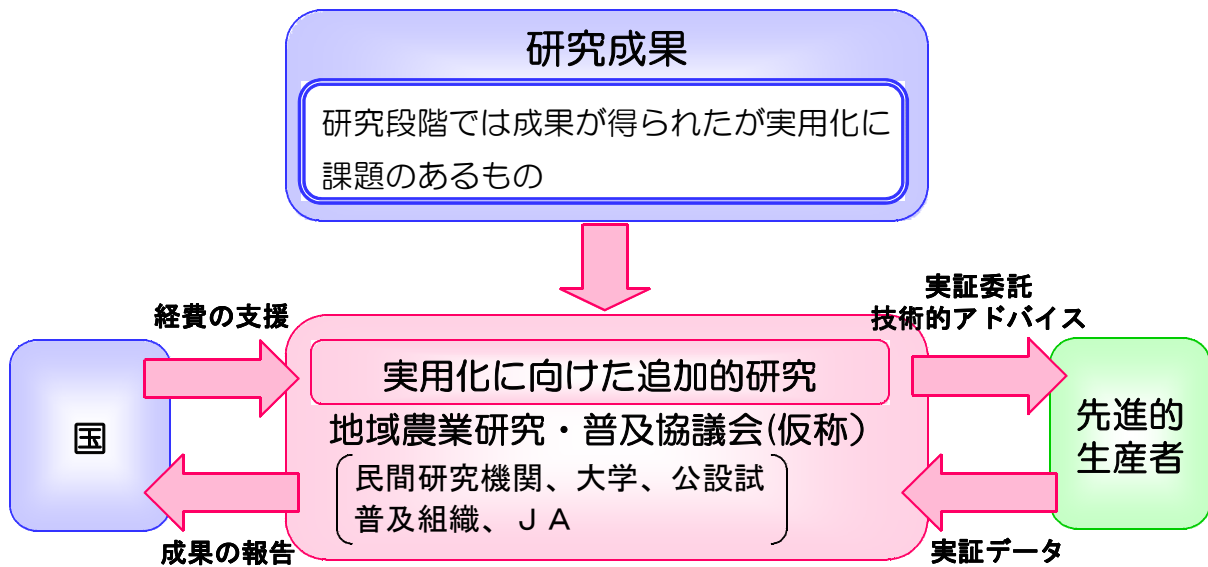 研究成果
研究段階では成果が得られたが実用化に
課題のあるもの
経費の支援
実証委託
技術的アドバイス
実用化に向けた追加的研究
地域農業研究・普及協議会(仮称)
民間研究機関、大学、公設試
普及組織、JA
国
先進的
生産者
成果の報告
実証データ